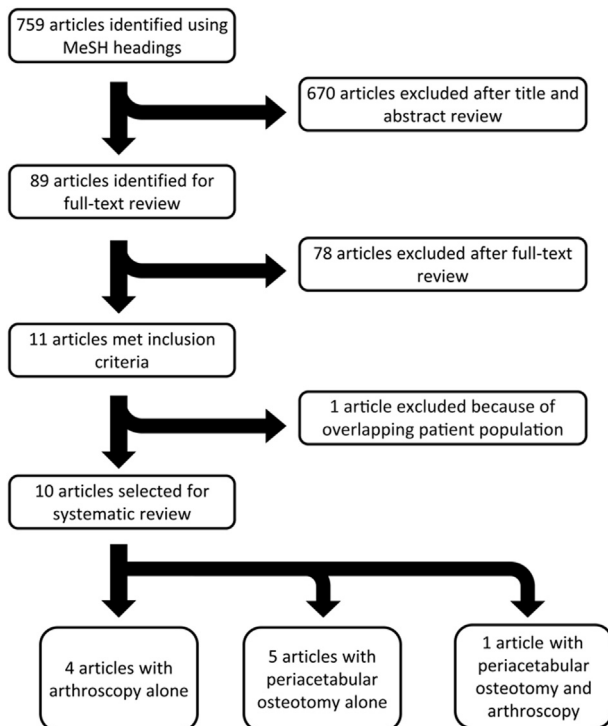 759 articles identified using
MeSH headings
670 articles excluded after title and
abstract review
89 articles identified for
full-text review
78 articles excluded after full-text
review
11 articles met inclusion
criteria
1 article excluded because of
overlapping patient population
10 articles selected for
systematic review
4 articles with
arthroscopy alone
5 articles with
periacetabular
osteotomy alone
1 article with
periacetabular
osteotomy and
arthroscopy